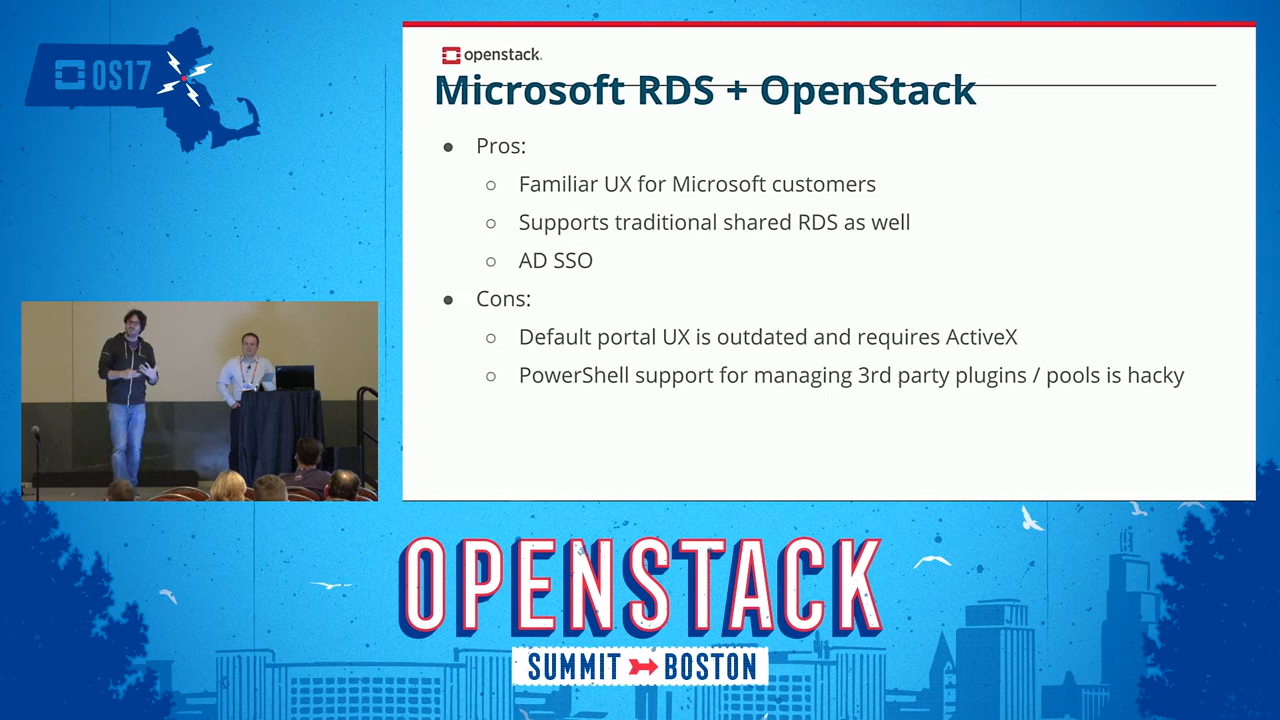 OS17
openstack.
Microsoft RDS + OpenStack
● Pros:
○ Familiar UX for Microsoft customers
○ Supports traditional shared RDS as well
○ AD SSO
● Cons:
○ Default portal UX is outdated and requires ActiveX
○ PowerShell support for managing 3rd party plugins / pools is hacky
OPENSTACK
SUMMIT BOSTON